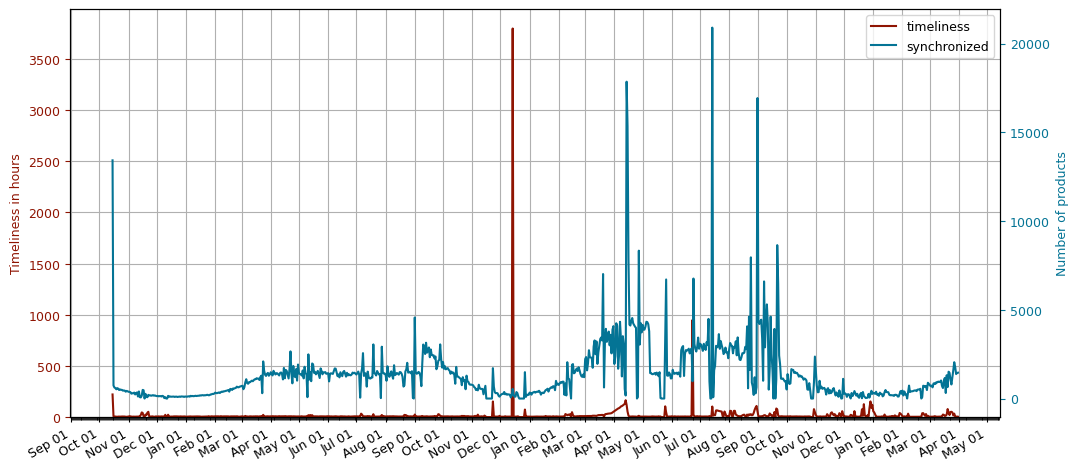 timeliness
synchronized
Timeliness in hours
3500
3000
2500
2000
1500
1000
500
0
Number of products
20000
15000
10000
5000
0
Sep 01
Oct 01
Nov 01
Dec 01
Jan 01
Feb 01
Mar 01
Apr 01
May 01
Jun 01
Jul 01
Aug 01
Sep 01
Oct 01
Nov 01
Dec 01
Jan 01
Feb 01
Mar 01
Apr 01
May 01
Jun 01
Jul 01
Aug 01
Sep 01
Oct 01
Nov 01
Dec 01
Jan 01
Feb 01
Mar 01
Apr 01
May 01